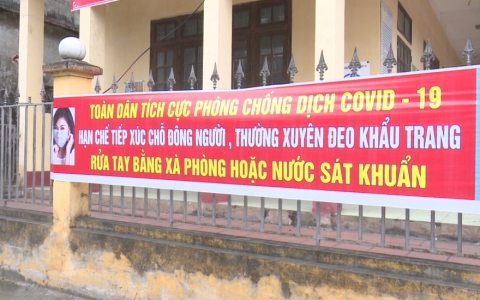 TOÀN DÂN TÍCH CỰC PHÒNG CHỐNG DỊCH COVID - 19
HẠN CHẾ TIẾP XÚC CHỖ ĐÔNG NGƯỜI , THƯỜNG XUYÊN ĐEO KHẨU TRANG
RỬA TAY BẰNG XÀ PHÒNG HOẶC NƯỚC SÁT KHUẨN